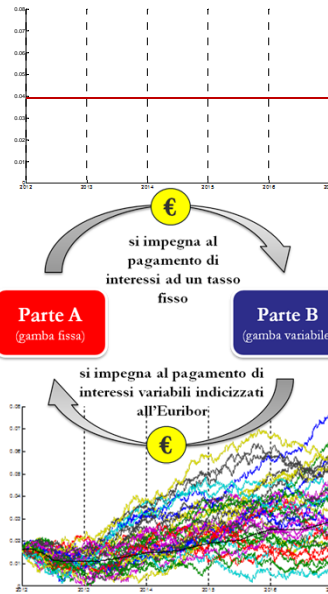 0.08
0.07
0.06
0.05
0.04
0.03
0.02
0.01
0
2012 2013 2014 2015 2016
€
si impegna al
pagamento di
interessi ad un tasso
fisso
Parte A
(gamba fissa)
Parte B
(gamba variabile
si impegna al pagamento di
interessi variabili indicizzati
all'Euribor
€
0.08
0.07
0.06
0.05
0.04
0.03
0.02
0.01
0
2012 2013 2014 2015 2016